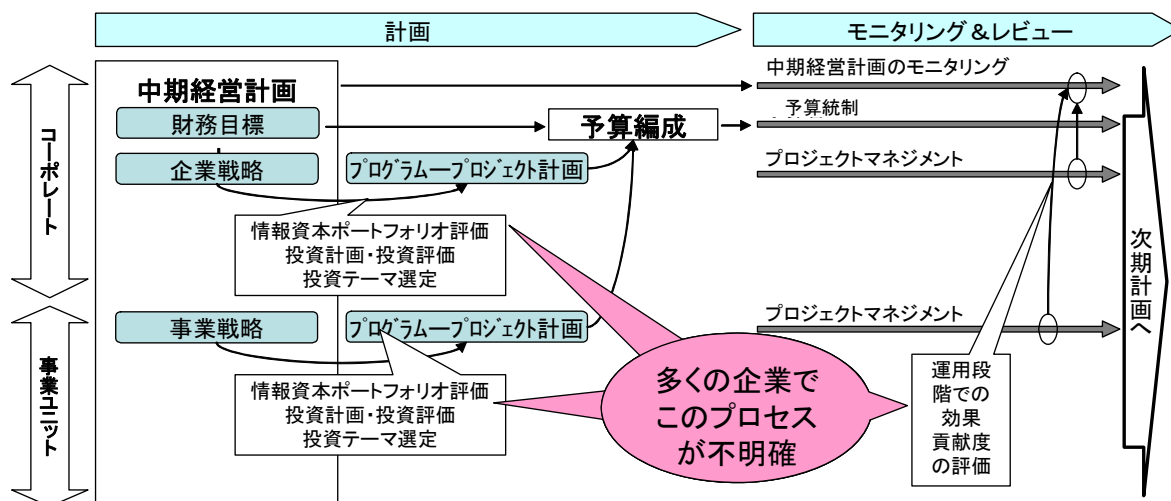 計画
モニタリング＆レビュー
コーポレート
中期経営計画
財務目標
企業戦略
プログラムープロジェクト計画
予算編成
中期経営計画のモニタリング
予算統制
プロジェクトマネジメント
情報資本ポートフォリオ評価
投資計画・投資評価
投資テーマ選定
事業ユニット
事業戦略
プログラムープロジェクト計画
プロジェクトマネジメント
情報資本ポートフォリオ評価
投資計画・投資評価
投資テーマ選定
多くの企業で
このプロセス
が不明確
運用段
階での
効果
貢献度
の評価
次期計画へ